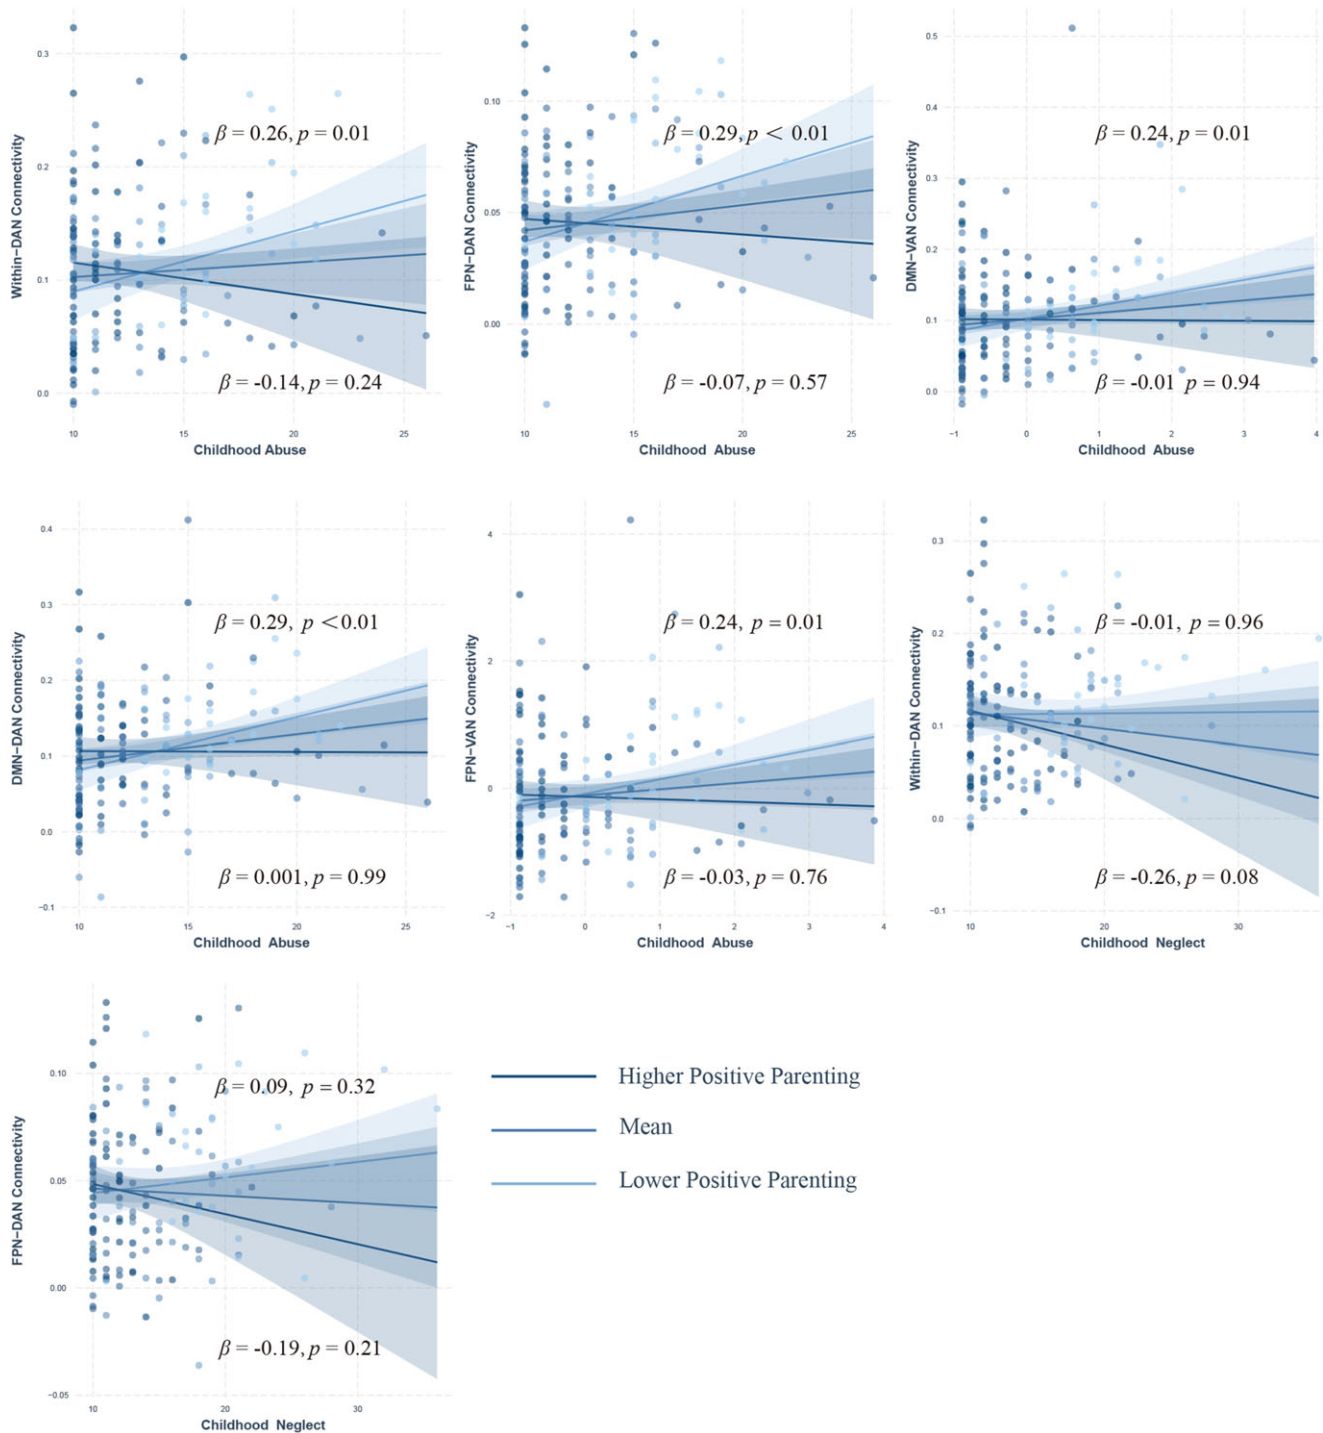 0.3
0.2
0.1
0.0
Within−DAN Connectivity
β = 0.26, p = 0.01
β = -0.14, p = 0.24
10 15 20 25
Childhood Abuse
0.10
0.05
0.00
FPN−DAN Connectivity
β = 0.29, p < 0.01
β = -0.07, p = 0.57
10 15 20 25
Childhood Abuse
0.5
0.4
0.3
0.2
0.1
0.0
DMN−VAN Connectivity
β = 0.24, p = 0.01
β = -0.01 p = 0.94
−1 0 1 2 3 4
Childhood Abuse
0.4
0.3
0.2
0.1
0.0
−0.1
DMN−DAN Connectivity
β = 0.29, p <0.01
β = 0.001, p = 0.99
10 15 20 25
Childhood Abuse
4
2
0
−2
FPN−VAN Connectivity
β = 0.24, p = 0.01
β = -0.03, p = 0.76
−1 0 1 2 3 4
Childhood Abuse
0.3
0.2
0.1
0.0
−0.1
Within−DAN Connectivity
β = -0.01, p = 0.96
β = -0.26, p = 0.08
10 20 30
Childhood Neglect
0.10
0.05
0.00
−0.05
FPN−DAN Connectivity
β = 0.09, p = 0.32
β = -0.19, p = 0.21
10 20 30
Childhood Neglect
Higher Positive Parenting
Mean
Lower Positive Parenting